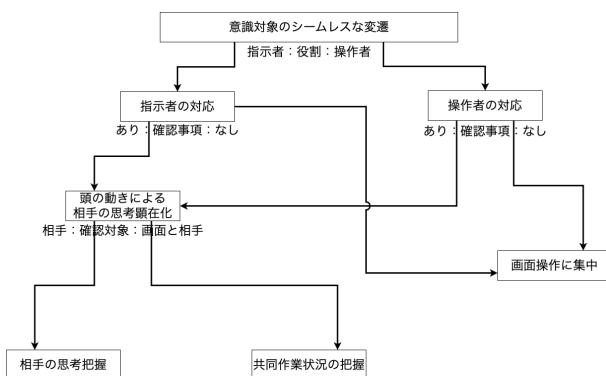 意識対象のシームレスな変遷
指示者：役割：操作者
指示者の対応
あり：確認事項：なし
操作者の対応
あり：確認事項：なし
頭の動きによる
相手の思考顕在化
相手：確認対象：画面と相手
画面操作に集中
相手の思考把握
共同作業状況の把握